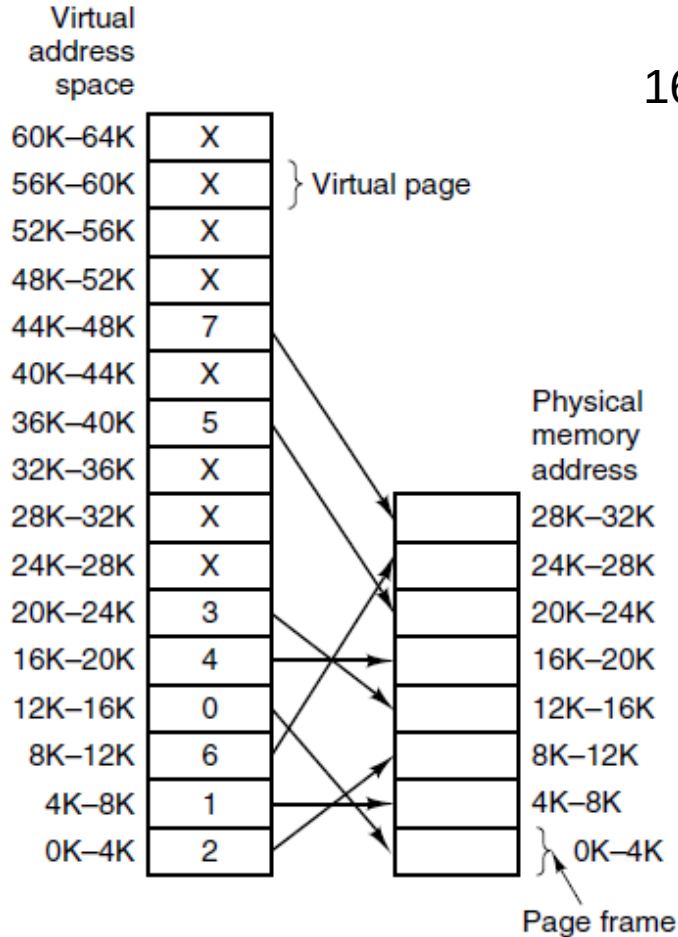 Virtual
address
space
16
60K–64K X
56K–60K X } Virtual page
52K–56K X
48K–52K X
44K–48K 7
40K–44K X
36K–40K 5
32K–36K X
28K–32K X
24K–28K X
20K–24K 3
16K–20K 4
12K–16K 0
8K–12K 6
4K–8K 1
0K–4K 2
Physical
memory
address
28K–32K
24K–28K
20K–24K
16K–20K
12K–16K
8K–12K
4K–8K
0K–4K
Page frame